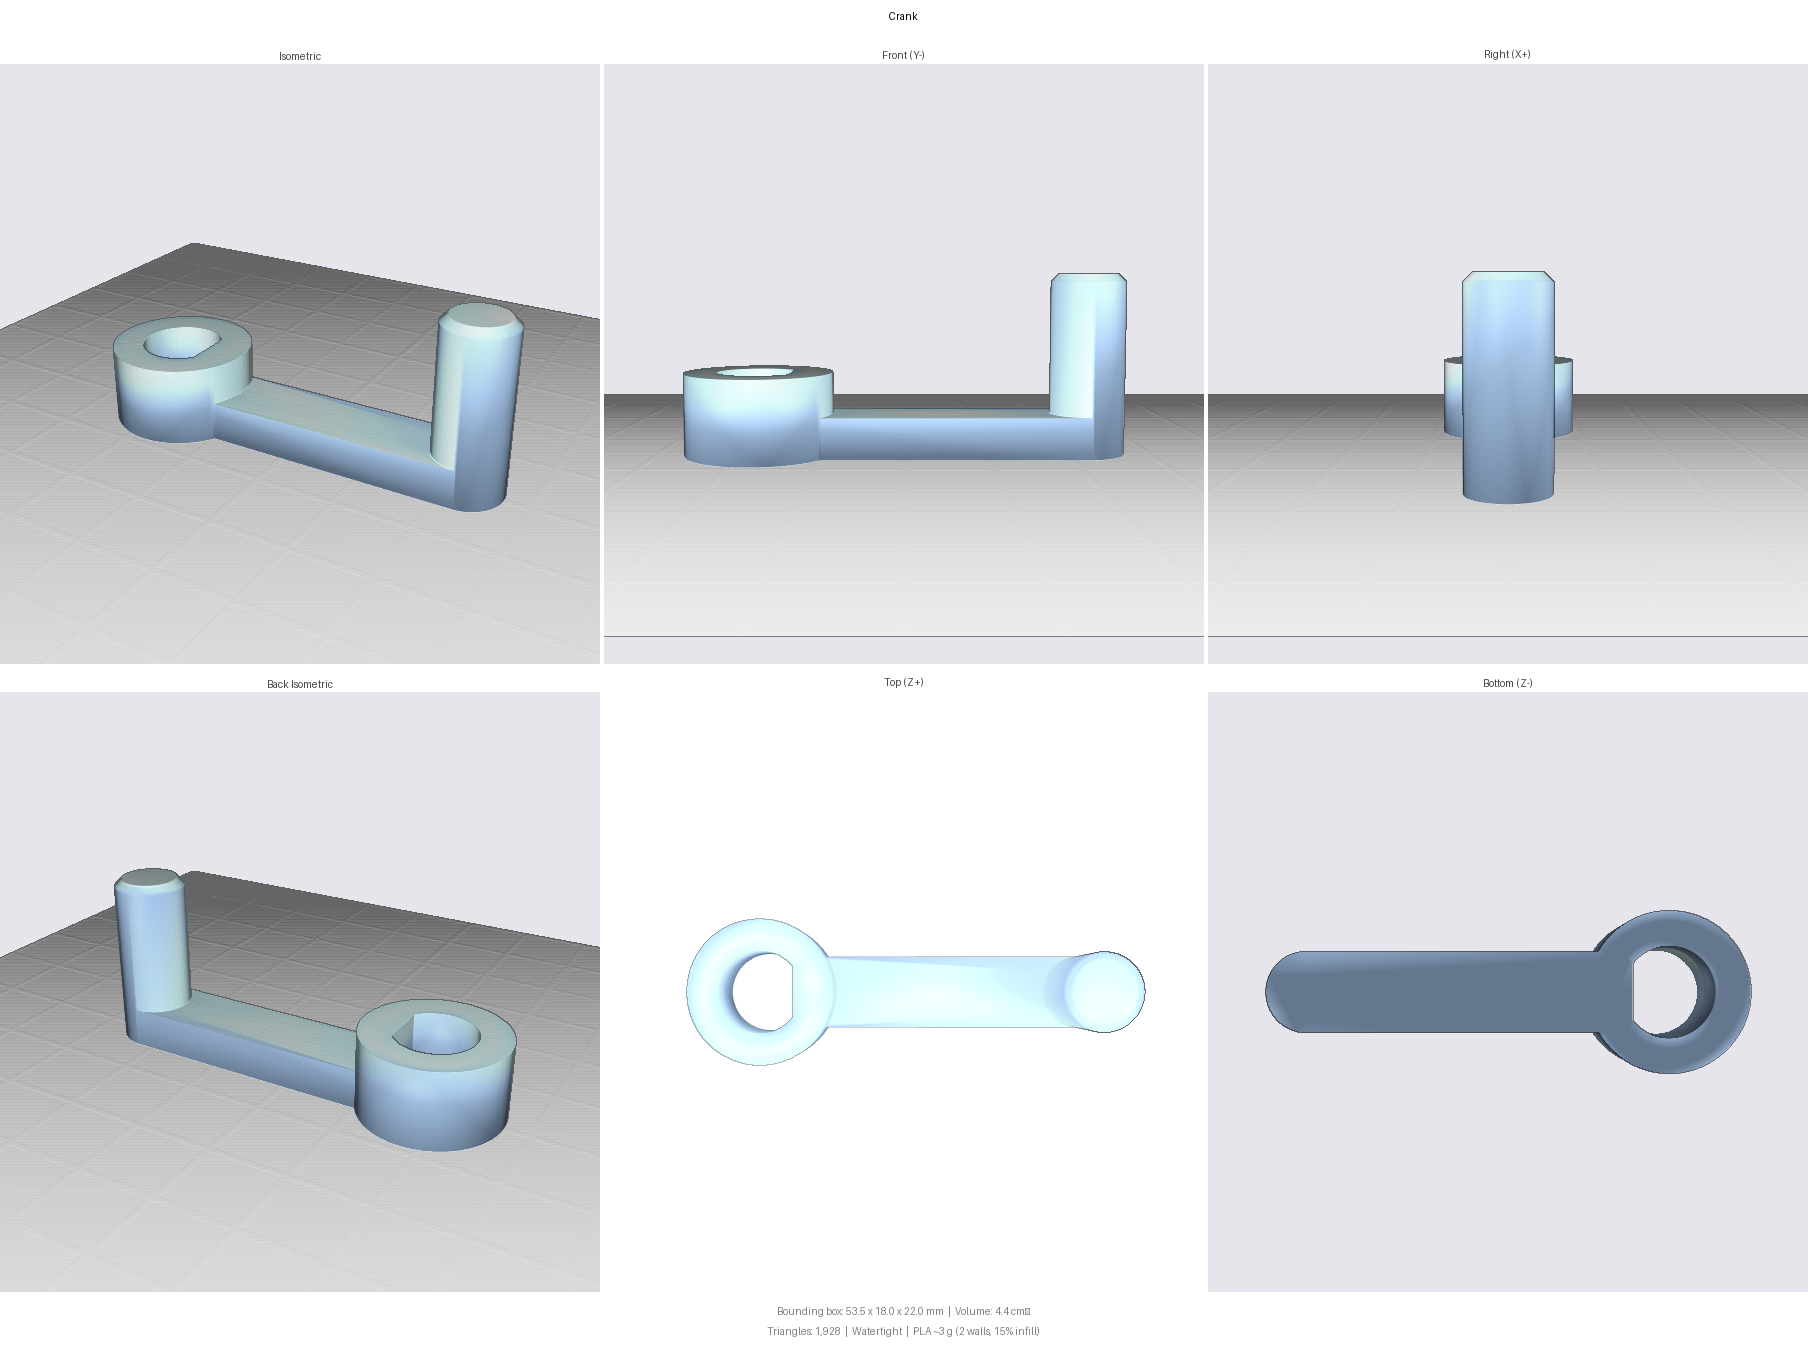 Crank
Isometric
Front (Y-)
Right (X+)
Back Isometric
Top (Z+)
Bottom (Z-)
Bounding box: 53.5 x 18.0 x 22.0 mm | Volume: 4.4 cm▯
Triangles: 1,928 | Watertight | PLA ~3 g (2 walls, 15% infill)